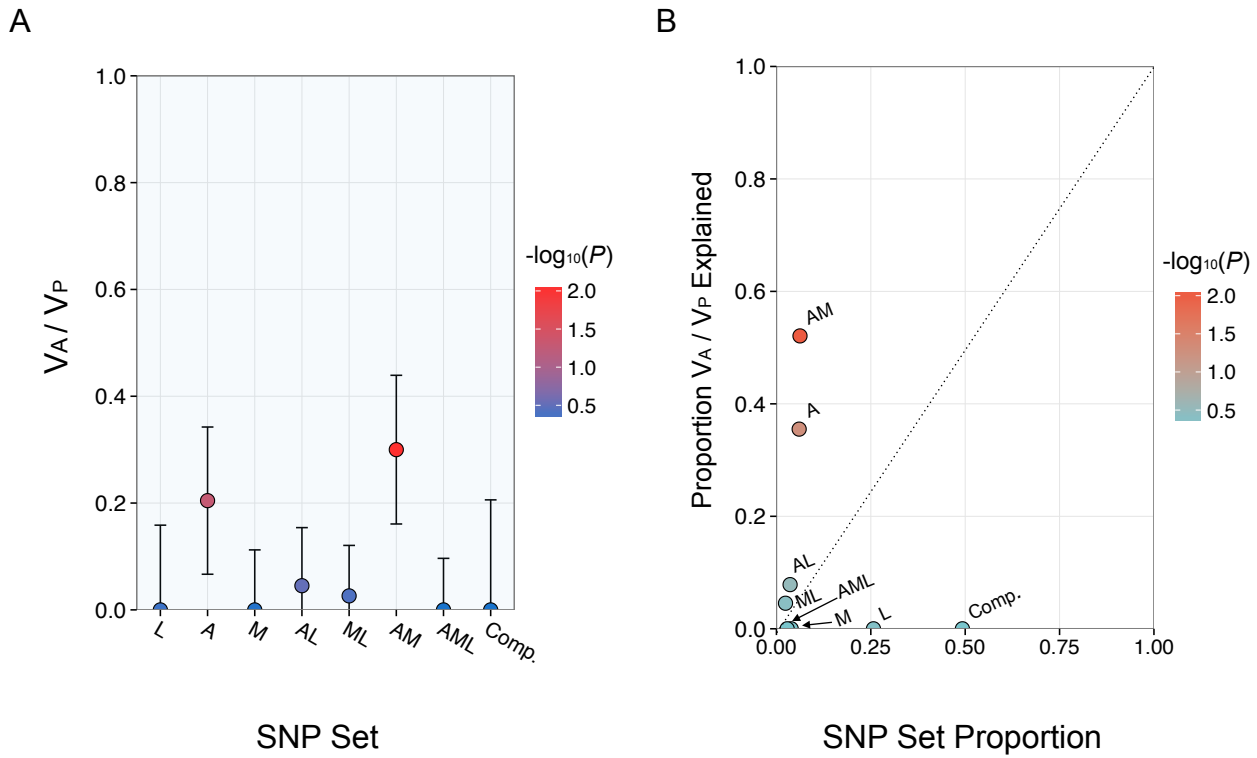 A
VA / VP
1.0
0.8
0.6
0.4
0.2
0.0
L
A
M
AL
ML
AM
AML
Comp.
SNP Set
-log10(P)
2.0
1.5
1.0
0.5
B
Proportion VA / VP Explained
1.0
0.8
0.6
0.4
0.2
0.0
AM
A
AL
ML
AML
M
L
Comp.
0.00
0.25
0.50
0.75
1.00
SNP Set Proportion
-log10(P)
2.0
1.5
1.0
0.5